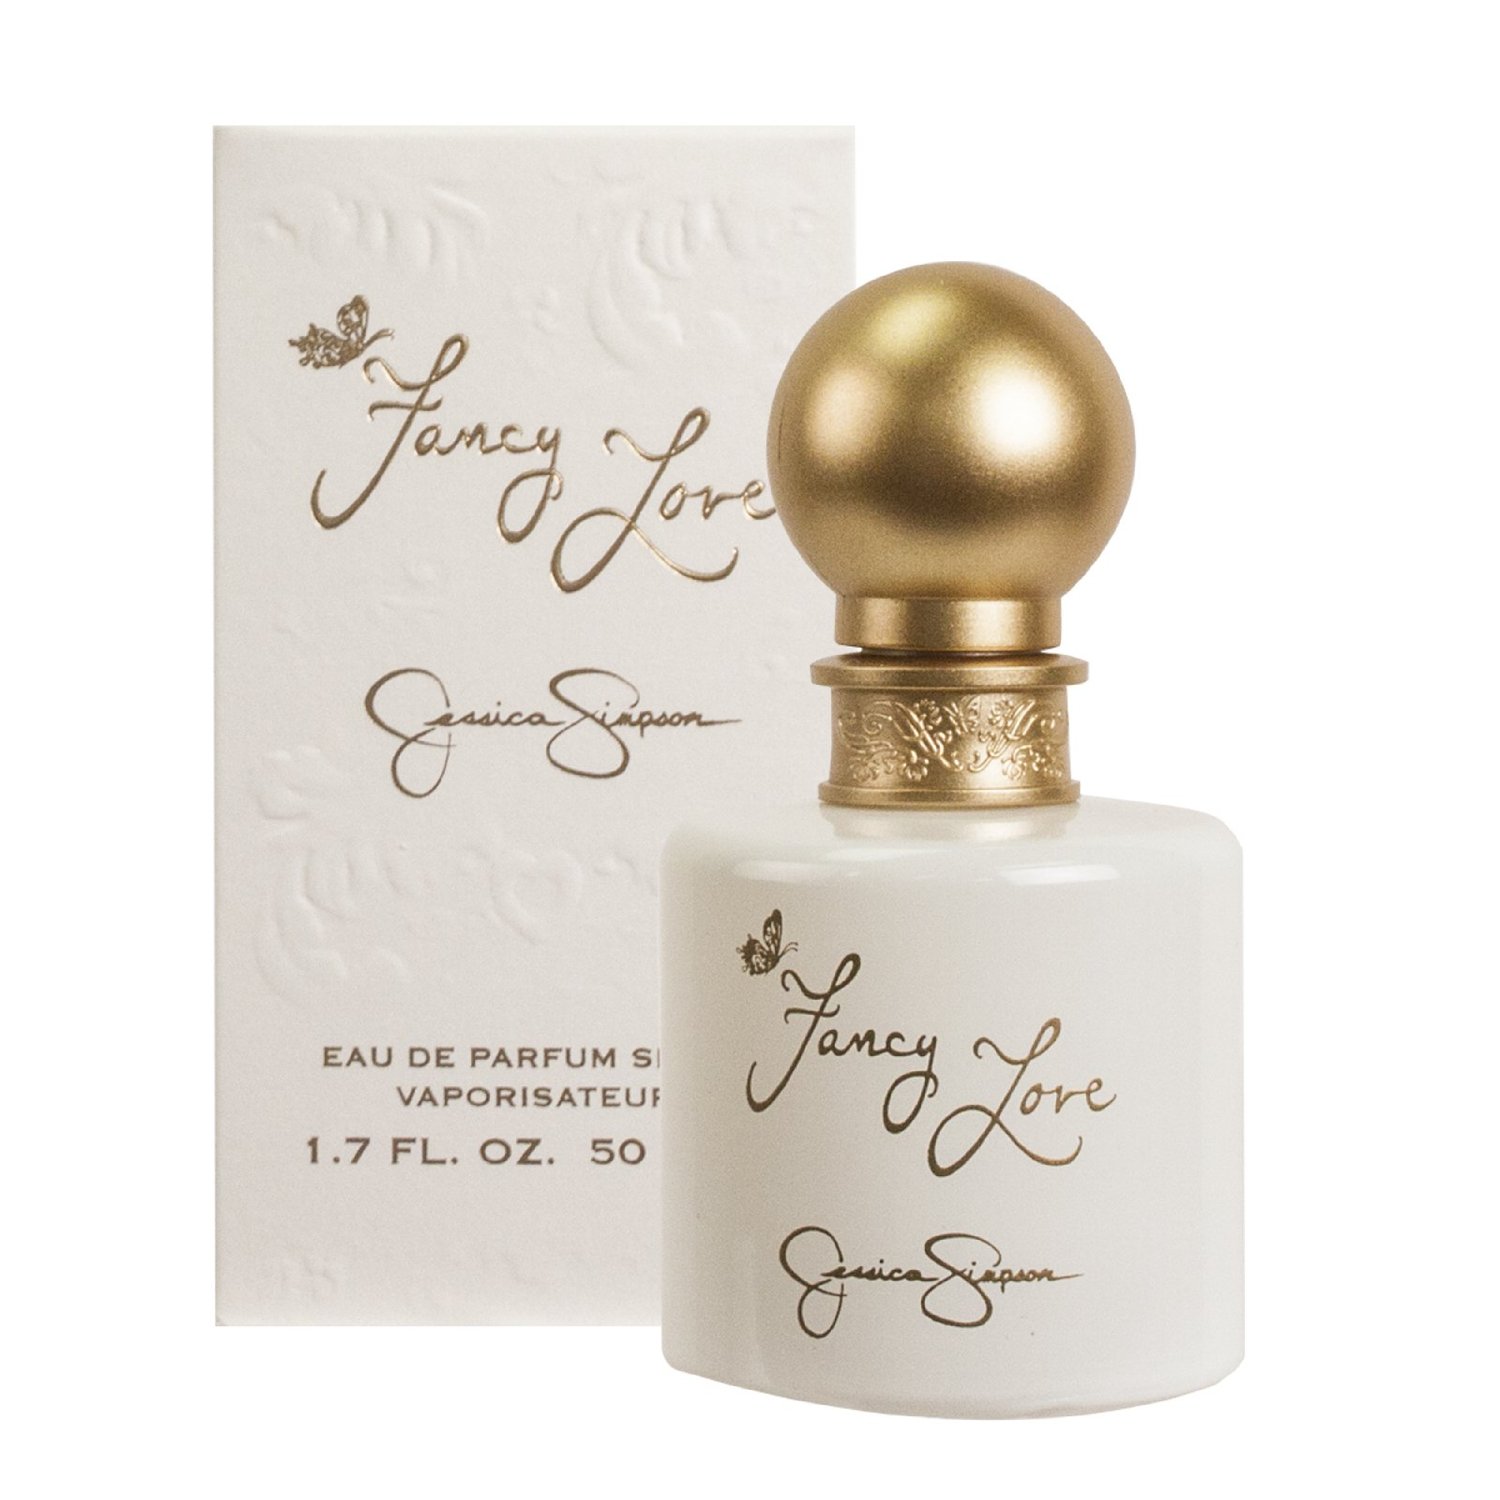 Fancy Love
Jessica Simpson
EAU DE PARFUM
VAPORISATEUR
1.7 FL. OZ. 50
Fancy Love
Jessica Simpson